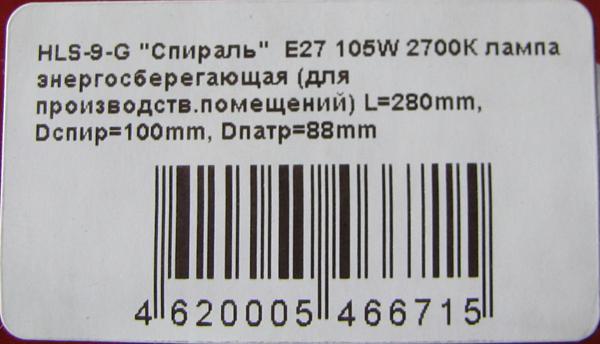 HLS-9-G "Спираль" E27 105W 2700K лампа
энергосберегающая (для
производств.помещений) L=280mm,
Dспир=100mm, Dпатр=88mm
4 620005 466715